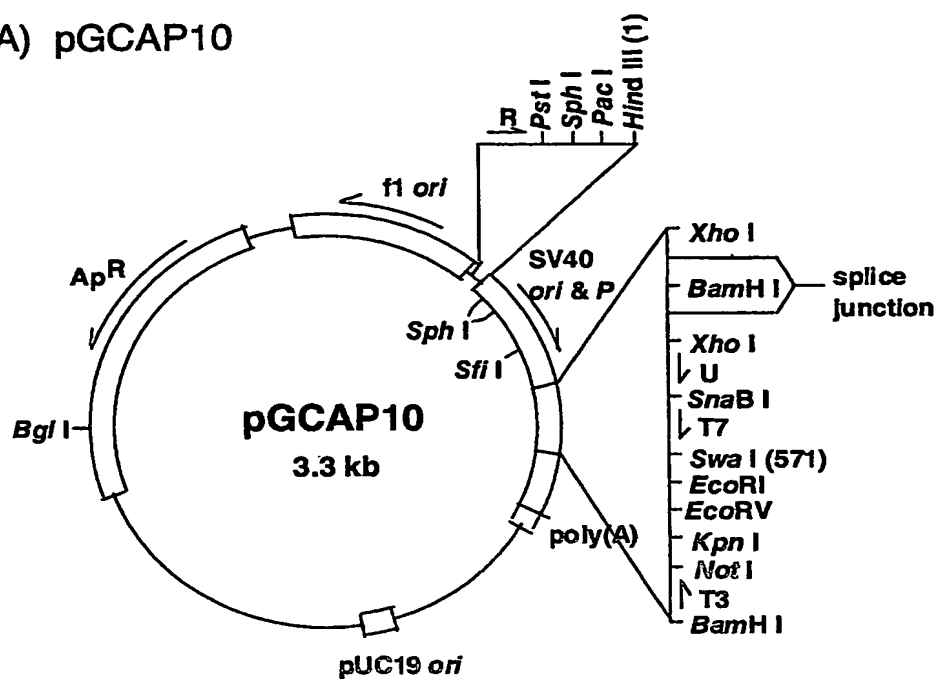 A) pGCAP10
R
Pst I
Sph I
Pac I
Hind III (1)
f1 ori
ApR
SV40
ori & P
Sph I
Sfi I
Bgl I
pGCAP10
3.3 kb
poly(A)
pUC19 ori
Xho I
BamH I
splice
junction
Xho I
U
SnaB I
T7
Swa I (571)
EcoRI
EcoRV
Kpn I
Not I
T3
BamH I